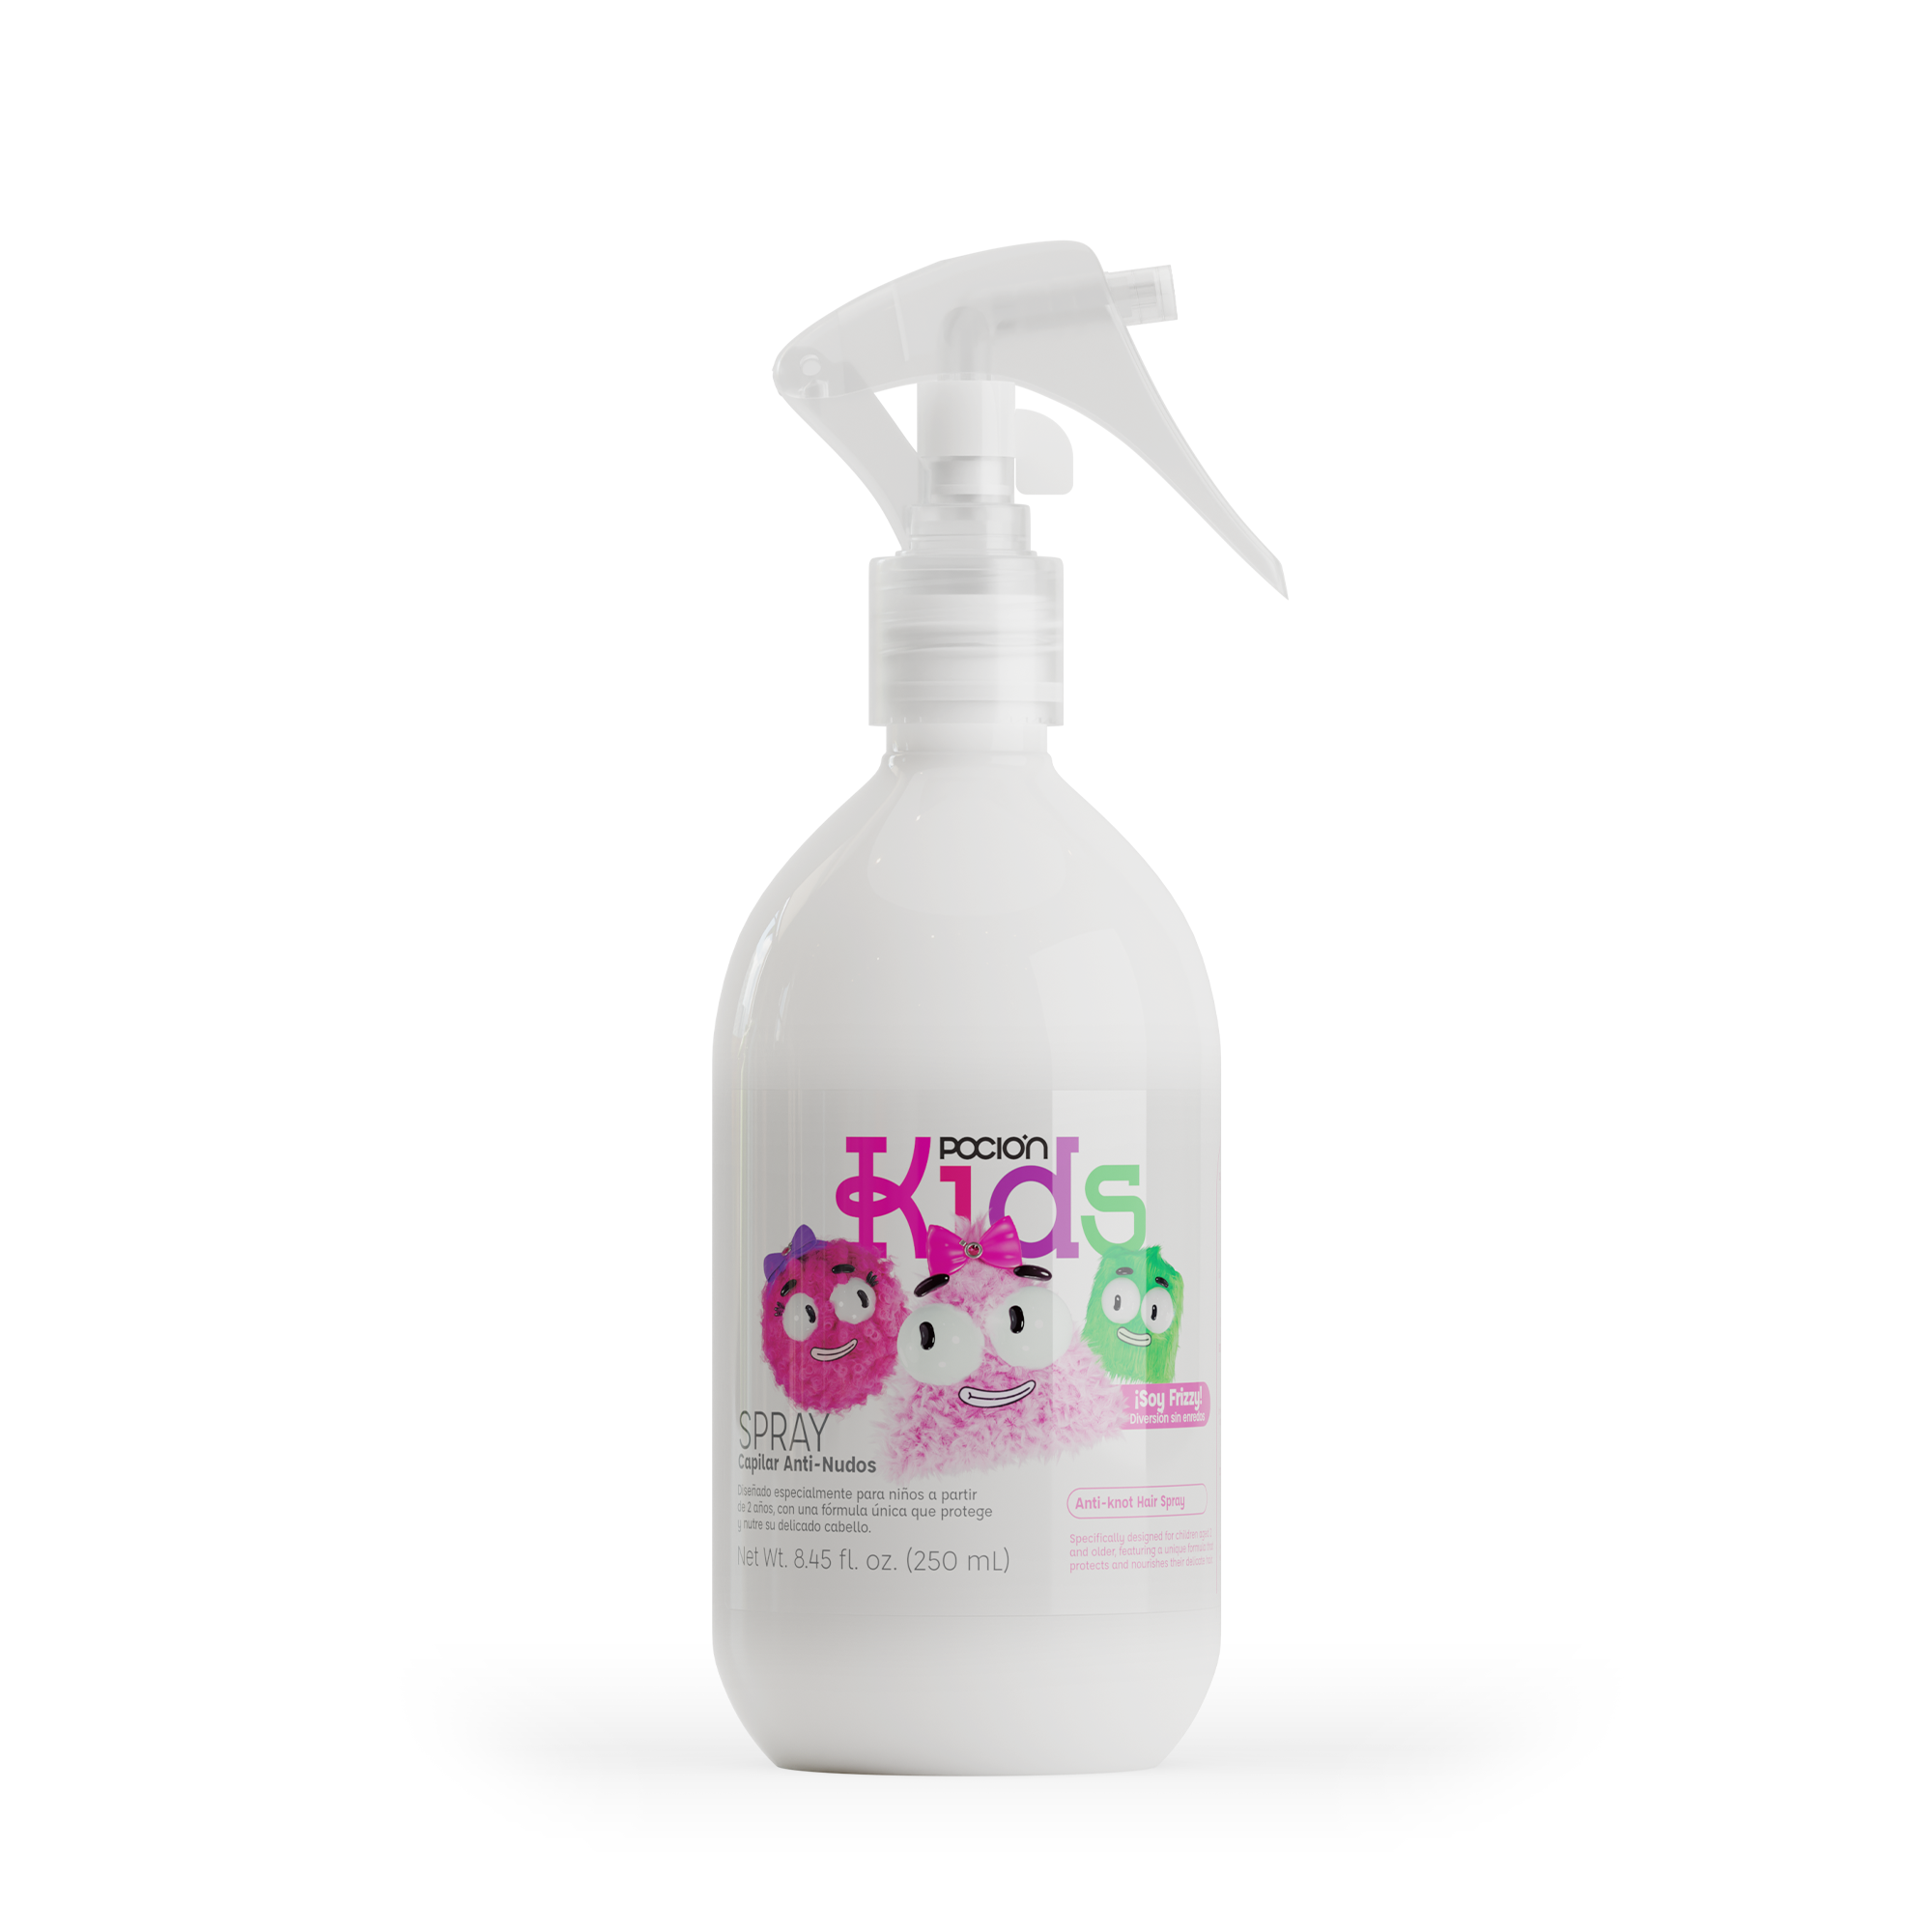 POCIÓN
Kids
¡Soy Frizzy!
Diversión sin enredos
SPRAY
Capilar Anti-Nudos
Diseñado especialmente para niños a partir
de 2 años, con una fórmula única que protege
y nutre su delicado cabello.
Net Wt. 8.45 fl. oz. (250 mL)
Anti-knot Hair Spray
Specifically designed for children
and older, featuring a unique formula that
protects and nourishes their delicate